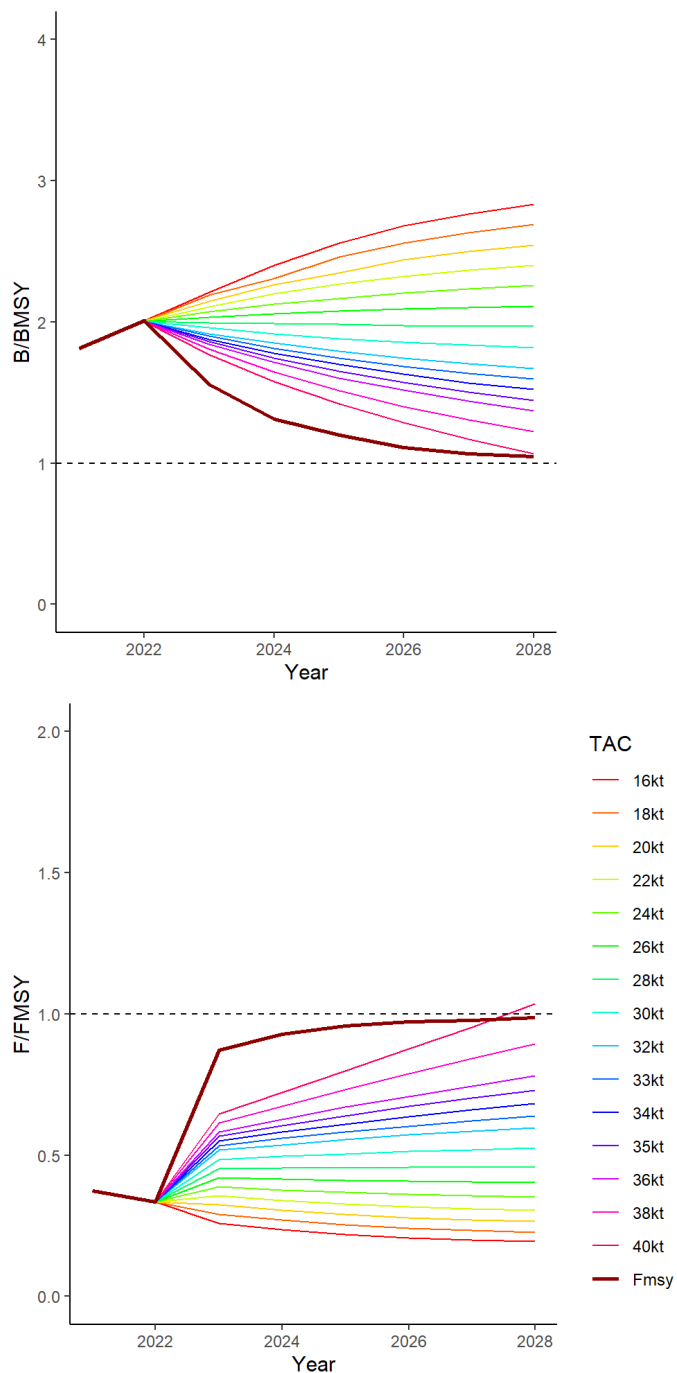 4
3
2
1
0
B/BMSY
2022
2024
2026
2028
Year
2.0
1.5
1.0
0.5
0.0
F/FMSY
2022
2024
2026
2028
Year
TAC
16kt
18kt
20kt
22kt
24kt
26kt
28kt
30kt
32kt
33kt
34kt
35kt
36kt
38kt
40kt
Fmsy